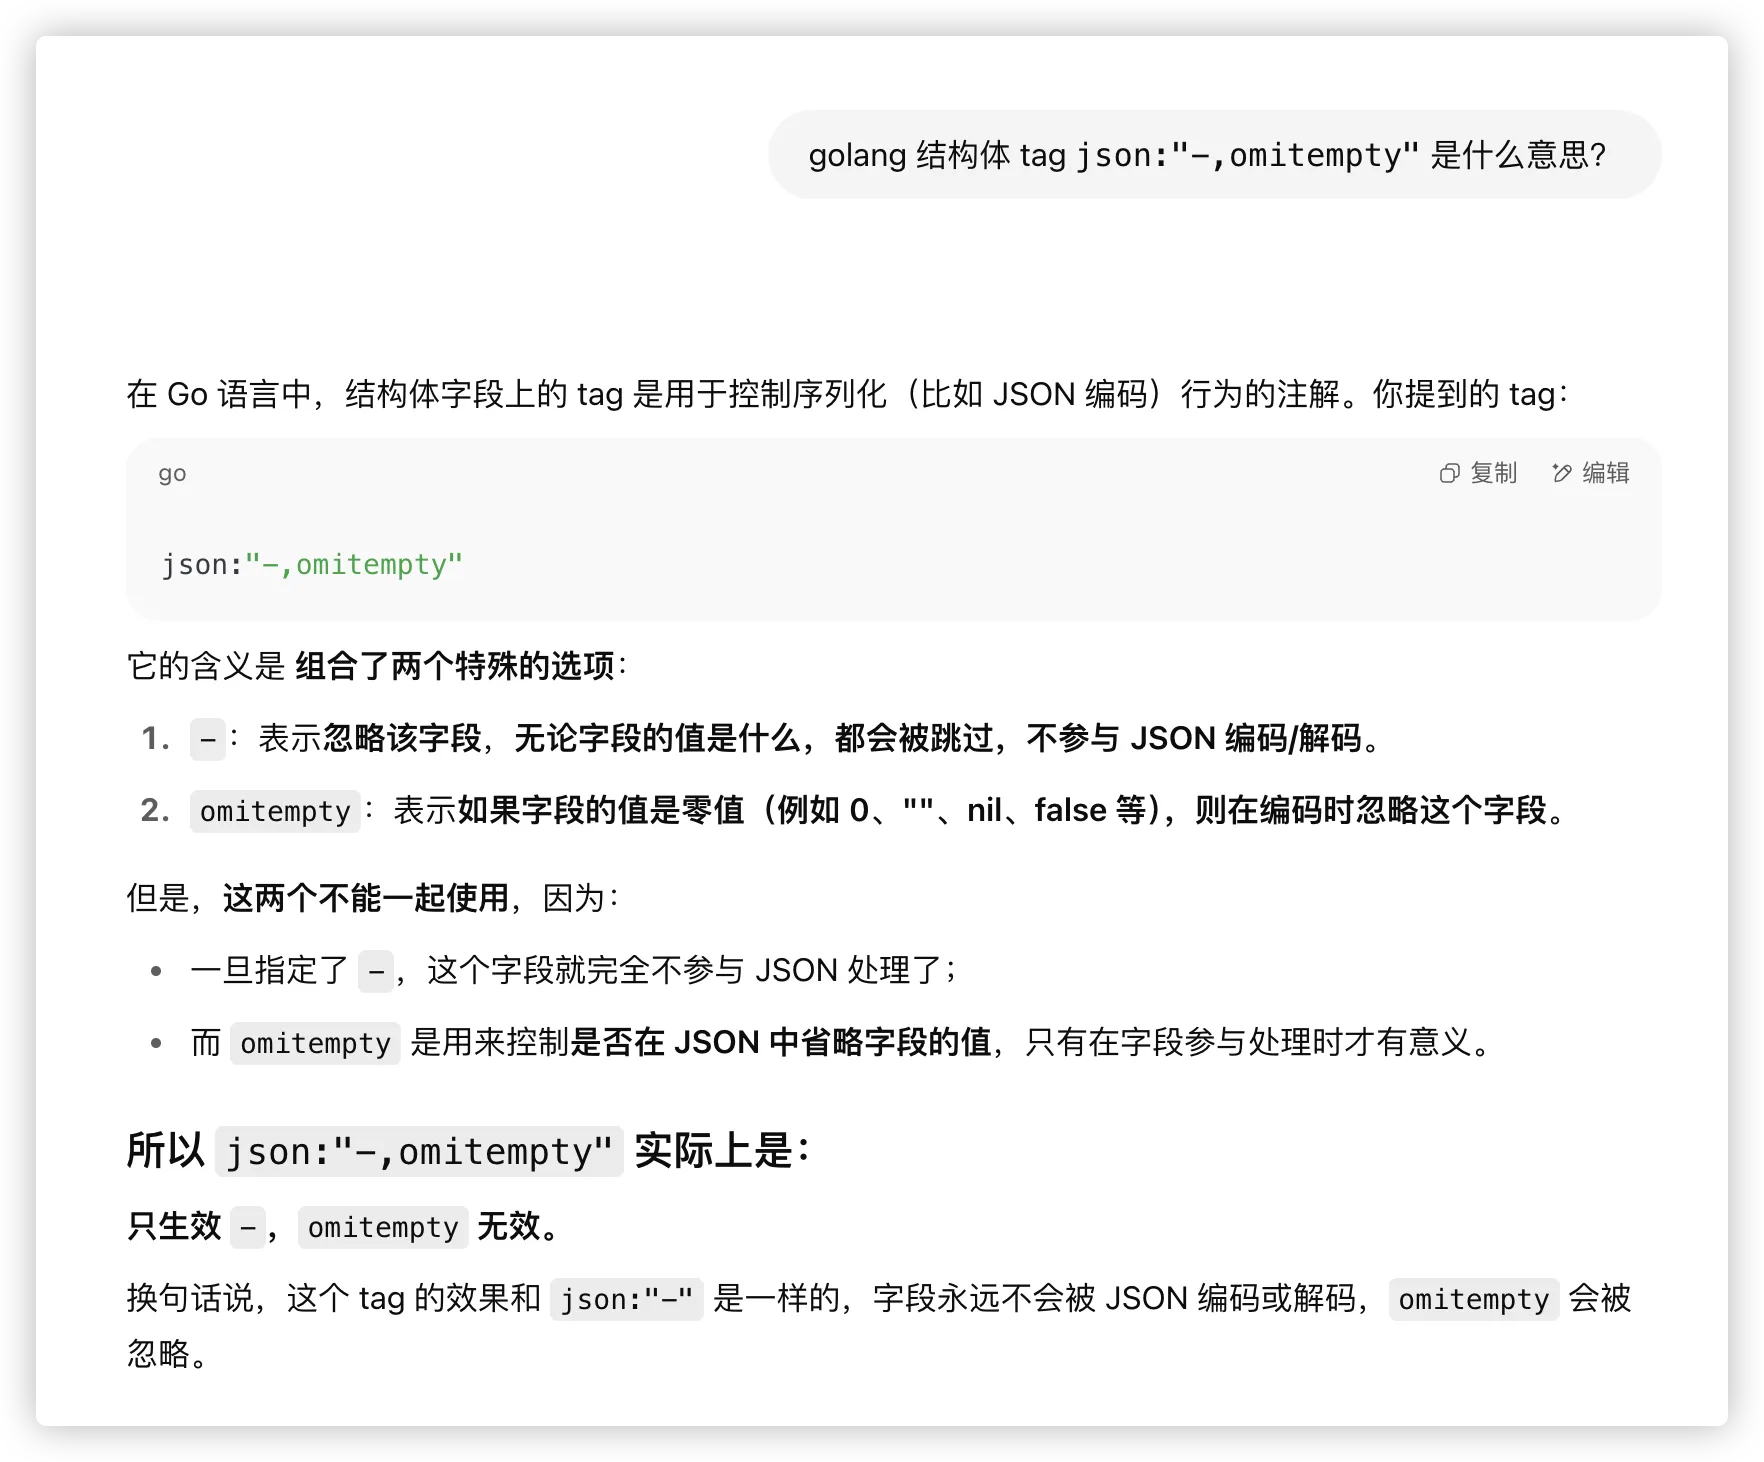 golang 结构体 tag json:"-,omitempty" 是什么意思?
在 Go 语言中，结构体字段上的 tag 是用于控制序列化（比如 JSON 编码）行为的注解。你提到的 tag：
go
复制
编辑
json:"-,omitempty"
它的含义是 组合了两个特殊的选项：
1. -：表示忽略该字段，无论字段的值是什么，都会被跳过，不参与 JSON 编码/解码。
2. omitempty：表示如果字段的值是零值（例如 0、""、nil、false 等），则在编码时忽略这个字段。
但是，这两个不能一起使用，因为：
• 一旦指定了 -，这个字段就完全不参与 JSON 处理了；
• 而 omitempty 是用来控制是否在 JSON 中省略字段的值，只有在字段参与处理时才有意义。
所以 json:"-,omitempty" 实际上是：
只生效 -，omitempty 无效。
换句话说，这个 tag 的效果和 json:"-" 是一样的，字段永远不会被 JSON 编码或解码，omitempty 会被
忽略。